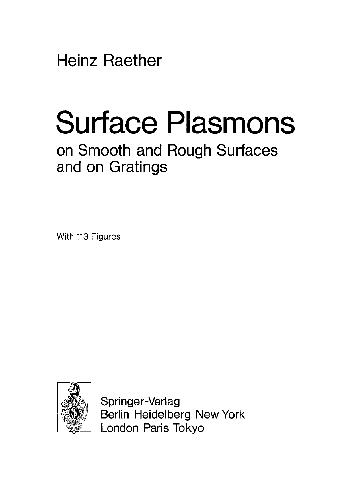 Heinz Raether
Surface Plasmons
on Smooth and Rough Surfaces
and on Gratings
With 113 Figures
Springer-Verlag
Berlin Heidelberg New York
London Paris Tokyo